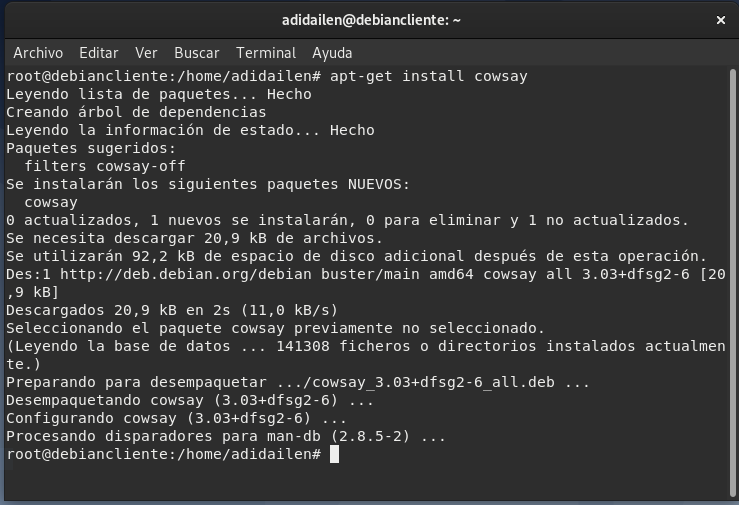 adidailen@debiancliente: ~
×
Archivo Editar Ver Buscar Terminal Ayuda
root@debiancliente:/home/adidailen# apt-get install cowsay
Leyendo lista de paquetes... Hecho
Creando árbol de dependencias
Leyendo la información de estado... Hecho
Paquetes sugeridos:
  filters cowsay-off
Se instalarán los siguientes paquetes NUEVOS:
  cowsay
0 actualizados, 1 nuevos se instalarán, 0 para eliminar y 1 no actualizados.
Se necesita descargar 20,9 kB de archivos.
Se utilizarán 92,2 kB de espacio de disco adicional después de esta operación.
Des:1 http://deb.debian.org/debian buster/main amd64 cowsay all 3.03+dfsg2-6 [20
,9 kB]
Descargados 20,9 kB en 2s (11,0 kB/s)
Seleccionando el paquete cowsay previamente no seleccionado.
(Leyendo la base de datos ... 141308 ficheros o directorios instalados actualmen
te.)
Preparando para desempaquetar .../cowsay_3.03+dfsg2-6_all.deb ...
Desempaquetando cowsay (3.03+dfsg2-6) ...
Configurando cowsay (3.03+dfsg2-6) ...
Procesando disparadores para man-db (2.8.5-2) ...
root@debiancliente:/home/adidailen#